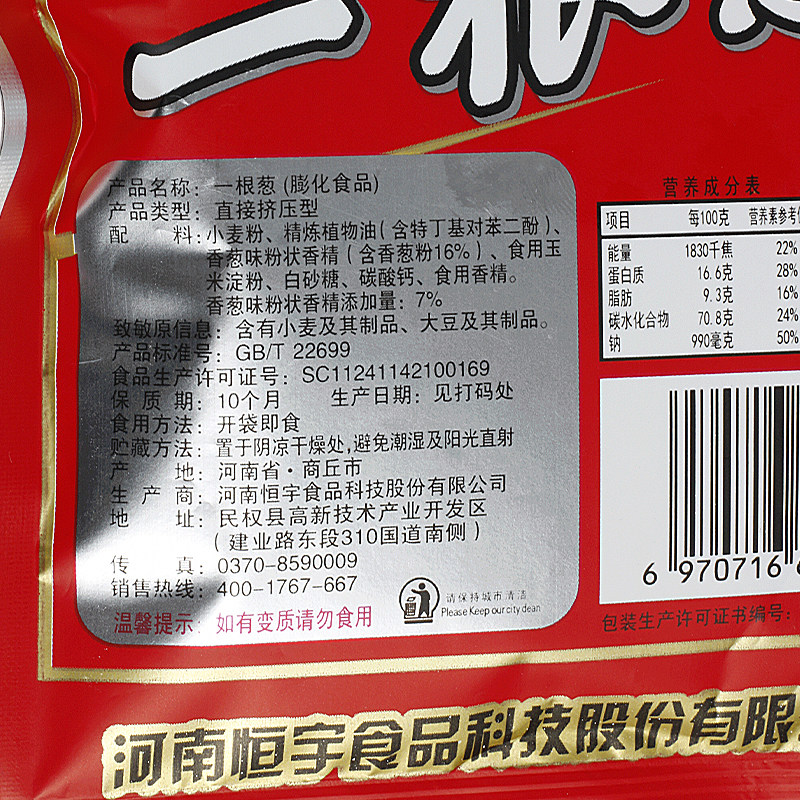 一根
产品名称：一根葱(膨化食品)
产品类型：直接挤压型
配 料：小麦粉、精炼植物油(含特丁基对苯二酚)、
香葱味粉状香精(含香葱粉16%)、食用玉
米淀粉、白砂糖、碳酸钙、食用香精。
香葱味粉状香精添加量：7%
致敏原信息：含有小麦及其制品、大豆及其制品。
产品标准号：GB/T 22699
食品生产许可证号：SC11241142100169
保 质 期：10个月 生产日期：见打码处
食用方法：开袋即食
贮藏方法：置于阴凉干燥处,避免潮湿及阳光直射
产 地：河南省·商丘市
生 产 商：河南恒宇食品科技股份有限公司
地 址：民权县高新技术产业开发区
(建业路东段310国道南侧)
传 真：0370-8590009
销售热线：400-1767-667
温馨提示：如有变质请勿食用
请保持城市清洁
Please Keep our city clean
营养成分表
项目 每100克 营养素参考
能量 1830千焦 22%
蛋白质 16.6克 28%
脂肪 9.3克 16%
碳水化合物 70.8克 24%
钠 990毫克 50%
6 970716
包装生产许可证书编号：
河南恒宇食品科技股份有限